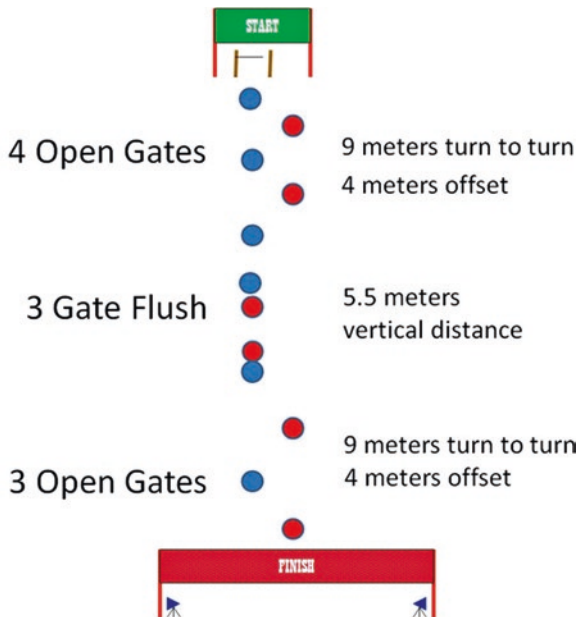 START
4 Open Gates
9 meters turn to turn
4 meters offset
3 Gate Flush
5.5 meters
vertical distance
3 Open Gates
9 meters turn to turn
4 meters offset
FINISH